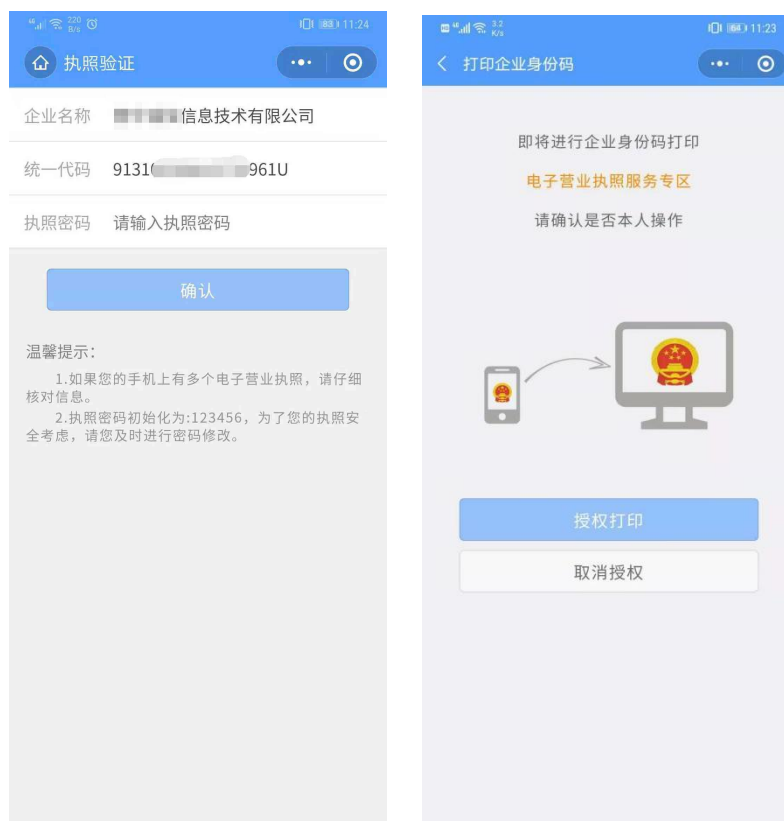 220
B/s
83
11:24
执照验证
企业名称 信息技术有限公司
统一代码 9131 961U
执照密码 请输入执照密码
确认
温馨提示：
1.如果您的手机上有多个电子营业执照，请仔细
核对信息。
2.执照密码初始化为:123456，为了您的执照安
全考虑，请您及时进行密码修改。
HD
3.2
K/s
11:23
打印企业身份码
即将进行企业身份码打印
电子营业执照服务专区
请确认是否本人操作
授权打印
取消授权